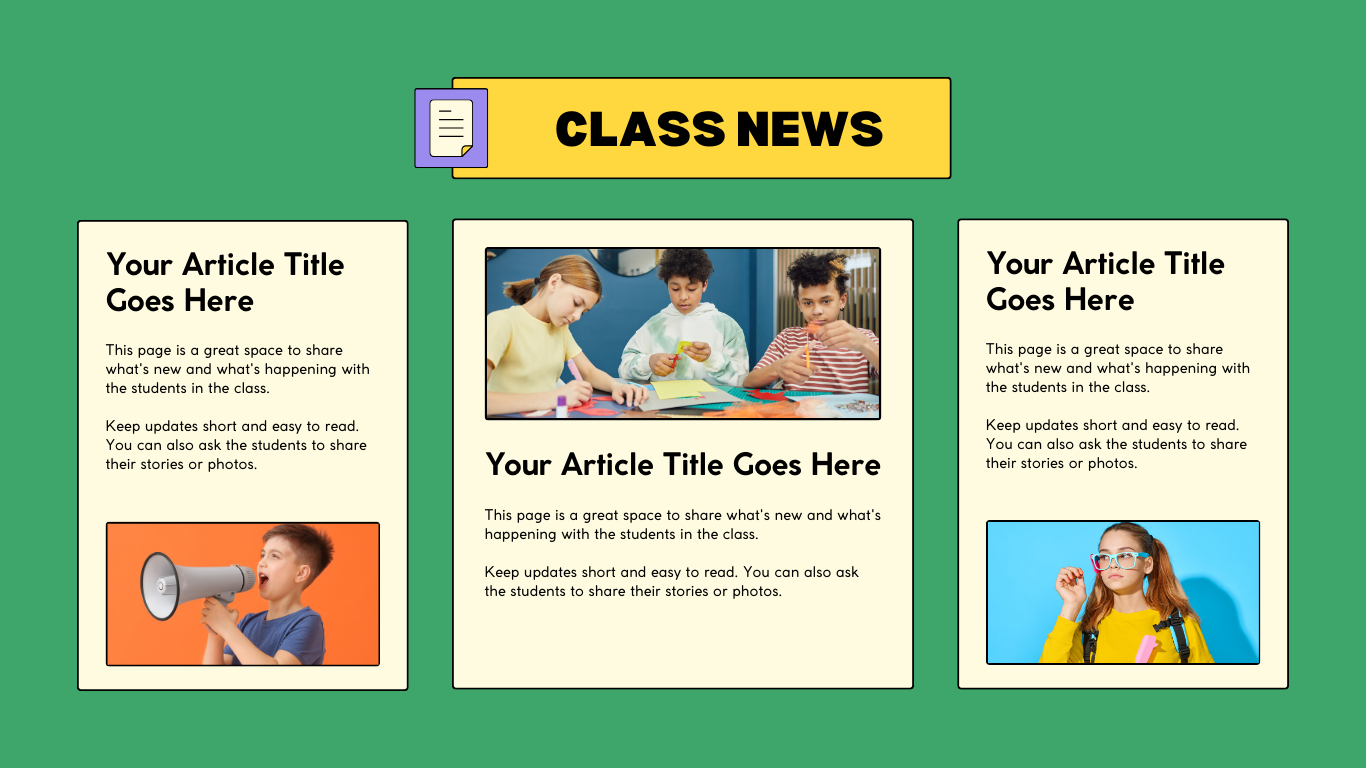 CLASS NEWS
Your Article Title
Goes Here
This page is a great space to share
what's new and what's happening with
the students in the class.
Keep updates short and easy to read.
You can also ask the students to share
their stories or photos.
Your Article Title Goes Here
This page is a great space to share what's new and what's
happening with the students in the class.
Keep updates short and easy to read. You can also ask
the students to share their stories or photos.
Your Article Title
Goes Here
This page is a great space to share
what's new and what's happening with
the students in the class.
Keep updates short and easy to read.
You can also ask the students to share
their stories or photos.